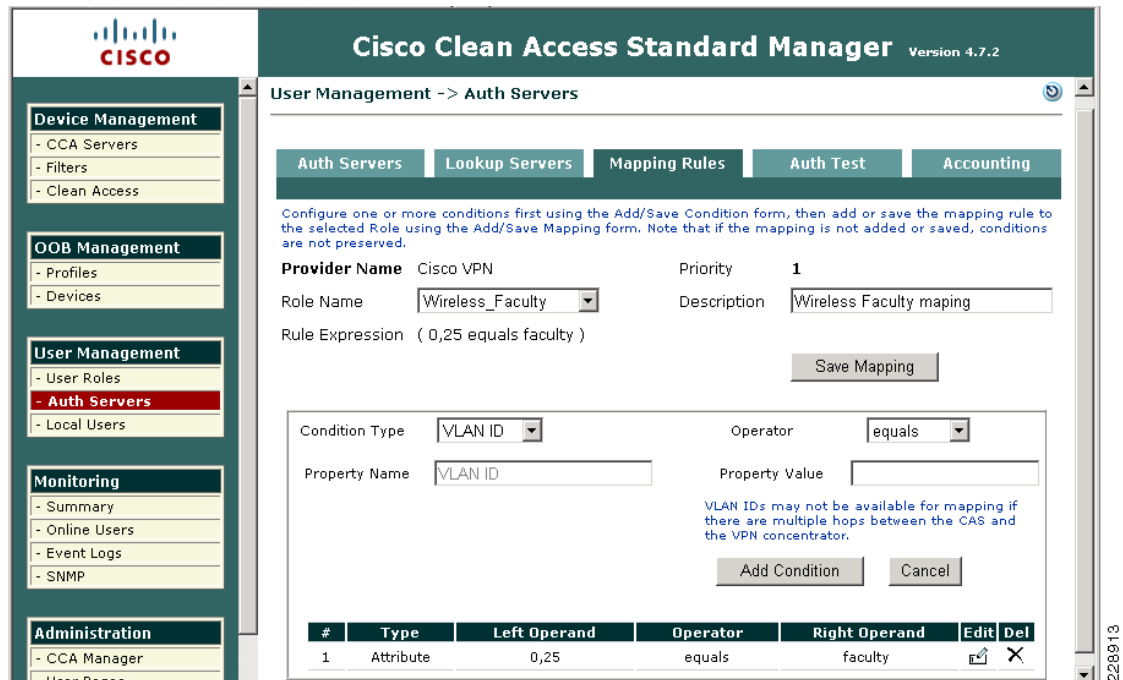 CISCO
Cisco Clean Access Standard Manager Version 4.7.2
Device Management
- CCA Servers
- Filters
- Clean Access
OOB Management
- Profiles
- Devices
User Management
- User Roles
- Auth Servers
- Local Users
Monitoring
- Summary
- Online Users
- Event Logs
- SNMP
Administration
- CCA Manager
- User Pages
User Management -> Auth Servers
Auth Servers Lookup Servers Mapping Rules Auth Test Accounting
Configure one or more conditions first using the Add/Save Condition form, then add or save the mapping rule to
the selected Role using the Add/Save Mapping form. Note that if the mapping is not added or saved, conditions
are not preserved.
Provider Name Cisco VPN Priority 1
Role Name Wireless_Faculty Description Wireless Faculty maping
Rule Expression ( 0,25 equals faculty )
Save Mapping
Condition Type VLAN ID Operator equals
Property Name VLAN ID Property Value
VLAN IDs may not be available for mapping if
there are multiple hops between the CAS and
the VPN concentrator.
Add Condition Cancel
# Type Left Operand Operator Right Operand Edit Del
1 Attribute 0,25 equals faculty
228913